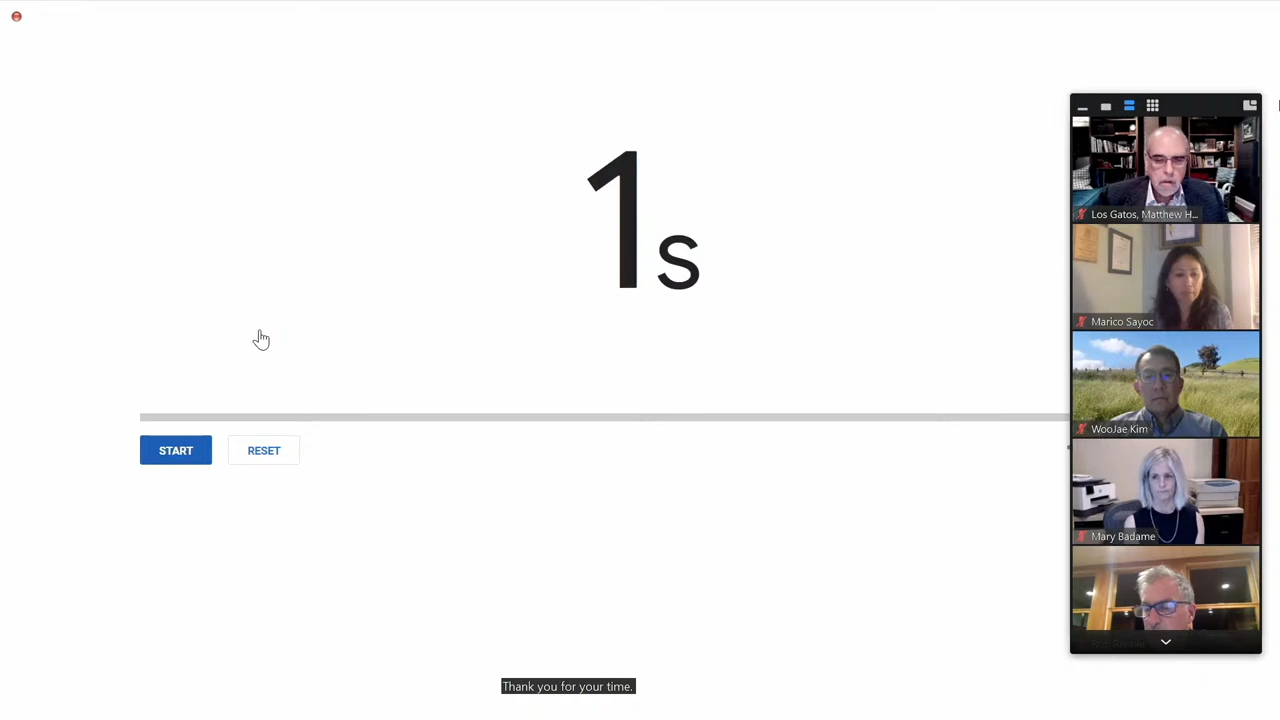 1s
START
RESET
Los Gatos, Matthew H...
Marico Sayoc
WooJae Kim
Mary Badame
Thank you for your time.